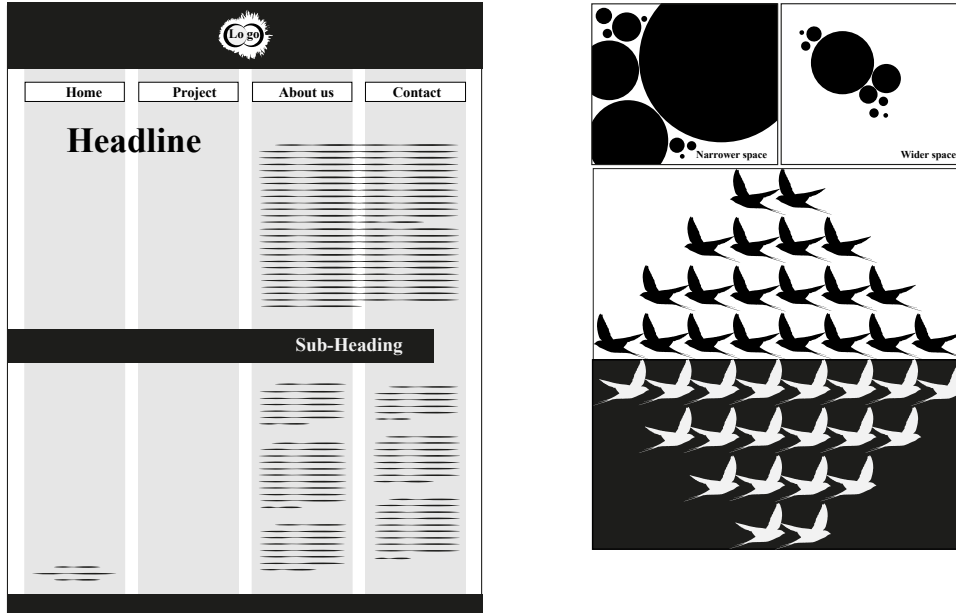 Lo go
Home
Project
About us
Contact
Headline
Sub-Heading
Narrower space
Wider space